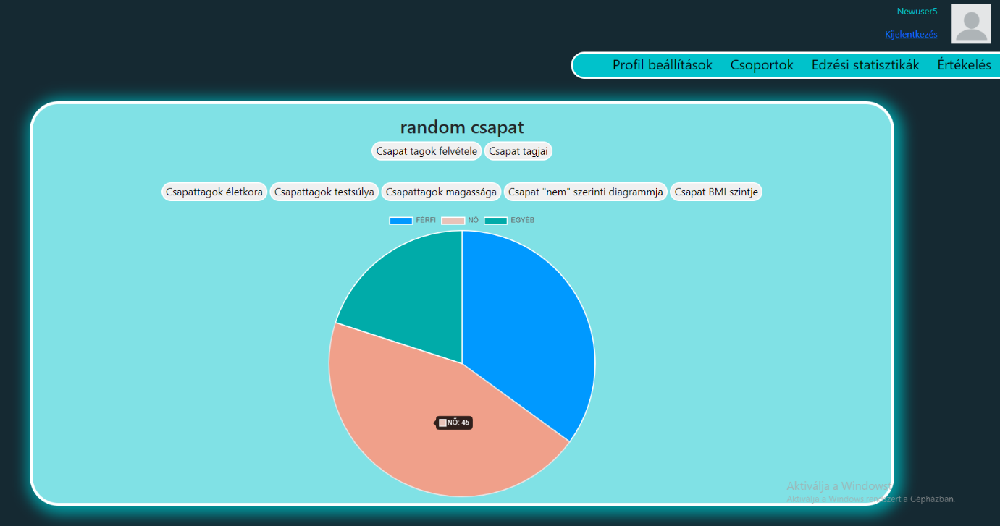 Newuser5
Kijelentkezés
Profil beállítások Csoportok Edzési statisztikák Értékelés
random csapat
Csapat tagok felvétele Csapat tagjai
Csapattagok életkora Csapattagok testsúlya Csapattagok magassága Csapat "nem" szerinti diagrammja Csapat BMI szintje
FÉRFI NŐ EGYÉB
NŐ: 45
Aktiválja a Windowst
Aktiválja a Windows rendszert a Gépházban.